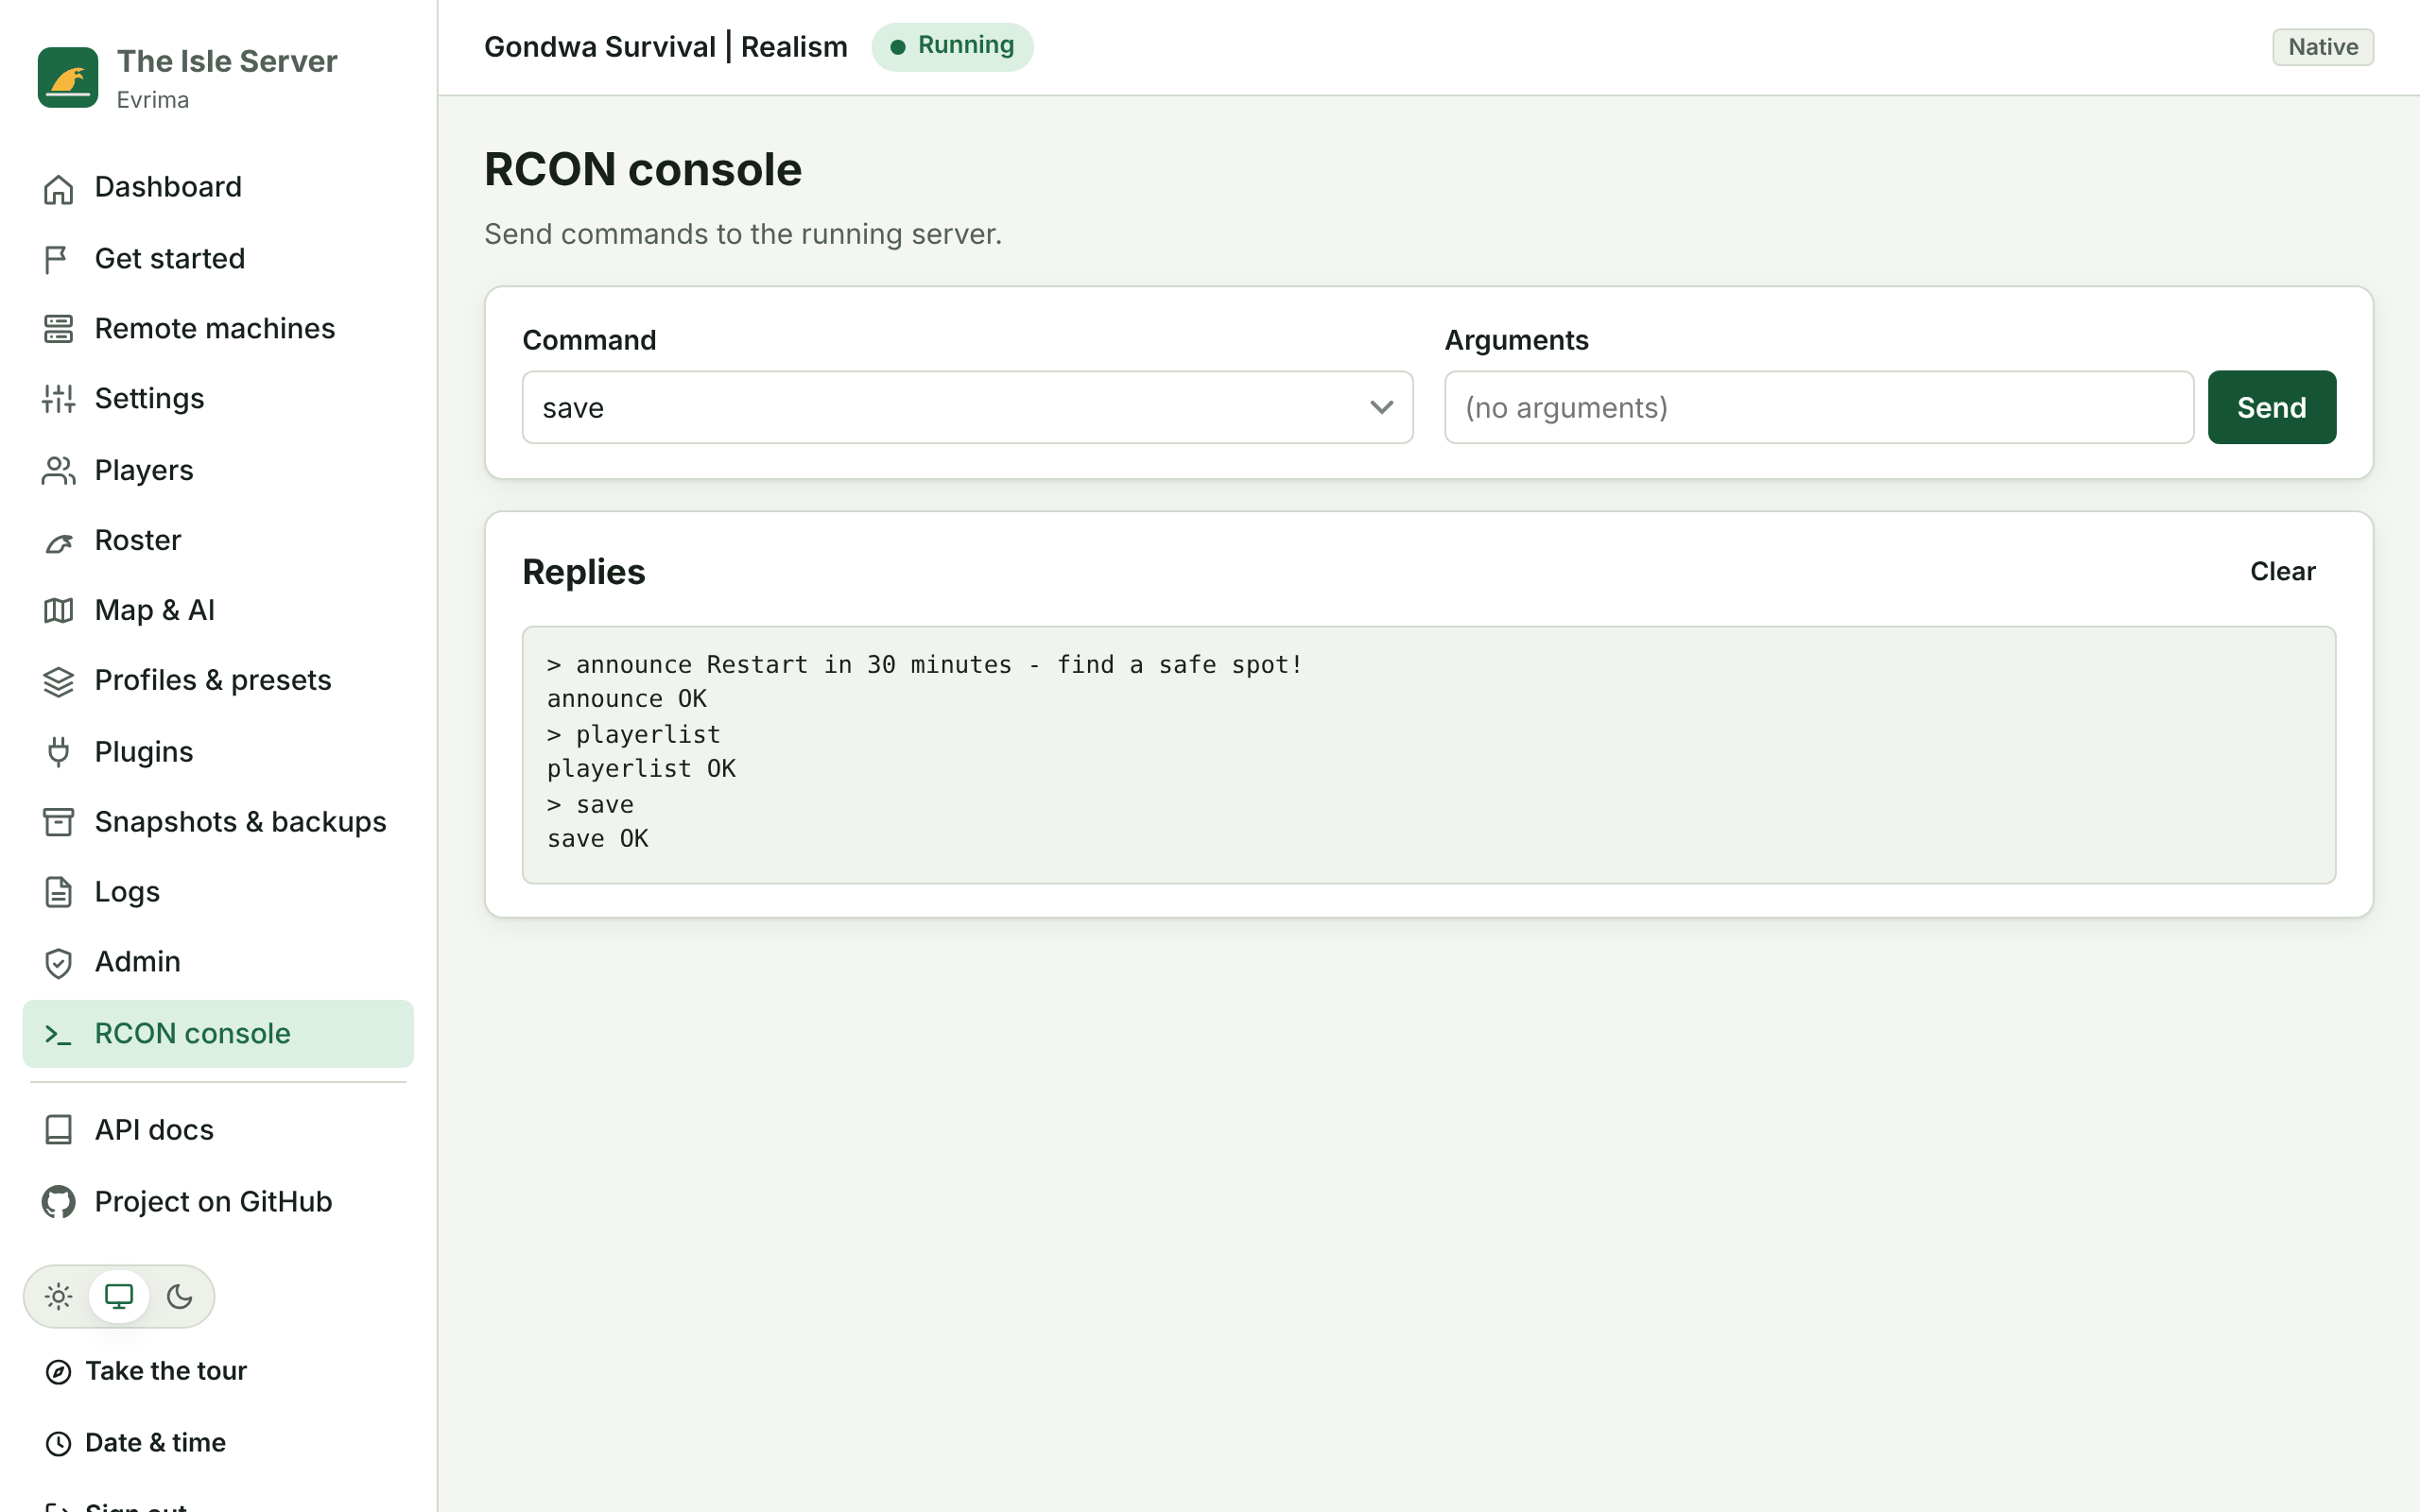 The Isle Server
Evrima
Dashboard
Get started
Remote machines
Settings
Players
Roster
Map & AI
Profiles & presets
Plugins
Snapshots & backups
Logs
Admin
RCON console
API docs
Project on GitHub
Take the tour
Date & time
Sign out
Gondwa Survival | Realism
Running
Native
RCON console
Send commands to the running server.
Command
Arguments
save
(no arguments)
Send
Replies
Clear
> announce Restart in 30 minutes - find a safe spot!
announce OK
> playerlist
playerlist OK
> save
save OK